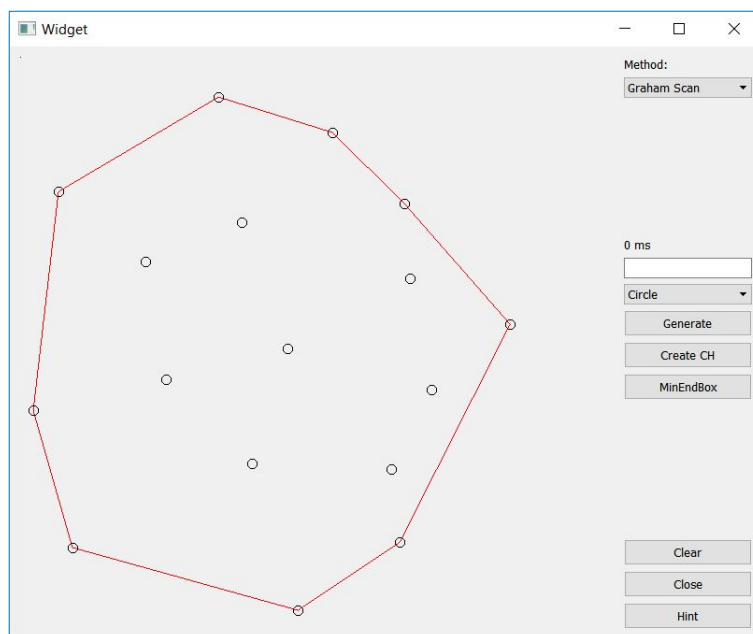 Widget
Method:
Graham Scan
0 ms
Circle
Generate
Create CH
MinEndBox
Clear
Close
Hint